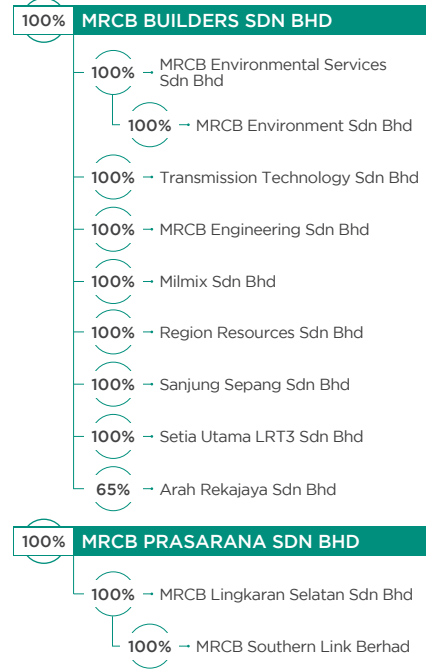 100% MRCB BUILDERS SDN BHD
100% MRCB Environmental Services
Sdn Bhd
100% MRCB Environment Sdn Bhd
100% Transmission Technology Sdn Bhd
100% MRCB Engineering Sdn Bhd
100% Milmix Sdn Bhd
100% Region Resources Sdn Bhd
100% Sanjung Sepang Sdn Bhd
100% Setia Utama LRT3 Sdn Bhd
65% Arah Rekajaya Sdn Bhd
100% MRCB PRASARANA SDN BHD
100% MRCB Lingkaran Selatan Sdn Bhd
100% MRCB Southern Link Berhad